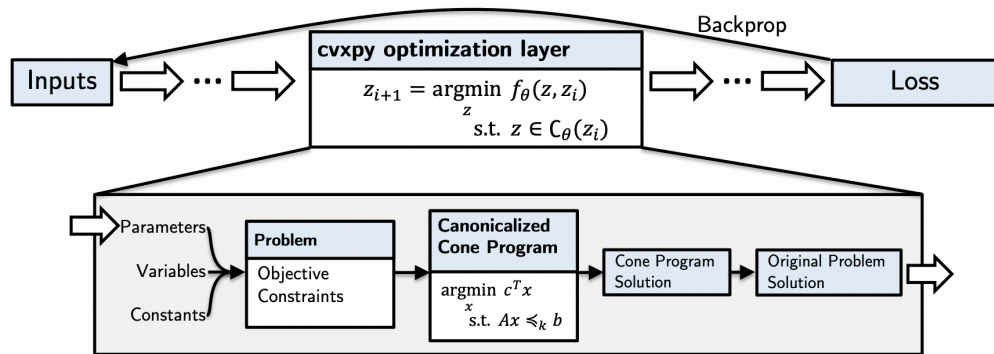 Backprop
Inputs
...
cvxpy optimization layer
z_{i+1} = argmin f_θ(z, z_i)
z
s.t. z ∈ C_θ(z_i)
...
Loss
Parameters
Variables
Constants
Problem
Objective
Constraints
Canonicalized
Cone Program
argmin c^T x
x
s.t. Ax ≼_k b
Cone Program
Solution
Original Problem
Solution